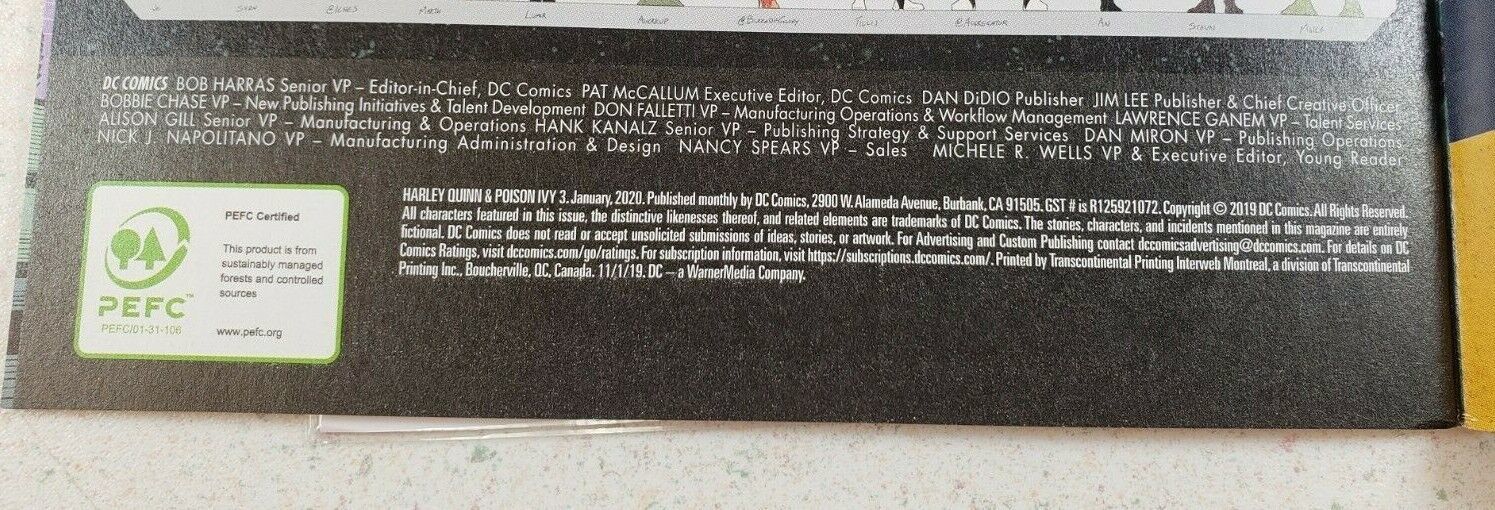 @BURNDTGUMBY
TULLIS
@AGGREGATOR
AN
DC COMICS BOB HARRAS Senior VP – Editor-in-Chief, DC Comics PAT McCALLUM Executive Editor, DC Comics DAN DiDIO Publisher JIM LEE Publisher & Chief Creative Officer
BOBBIE CHASE VP – New Publishing Initiatives & Talent Development DON FALLETTI VP – Manufacturing Operations & Workflow Management LAWRENCE GANEM VP – Talent Services
ALISON GILL Senior VP – Manufacturing & Operations HANK KANALZ Senior VP – Publishing Strategy & Support Services DAN MIRON VP – Publishing Operations
NICK J. NAPOLITANO VP – Manufacturing Administration & Design NANCY SPEARS VP – Sales MICHELE R. WELLS VP & Executive Editor, Young Reader
PEFC Certified
This product is from
sustainably managed
forests and controlled
sources
www.pefc.org
PEFC™
PEFC/01-31-106
HARLEY QUINN & POISON IVY 3. January, 2020. Published monthly by DC Comics, 2900 W. Alameda Avenue, Burbank, CA 91505. GST # is R125921072. Copyright © 2019 DC Comics. All Rights Reserved.
All characters featured in this issue, the distinctive likenesses thereof, and related elements are trademarks of DC Comics. The stories, characters, and incidents mentioned in this magazine are entirely
fictional. DC Comics does not read or accept unsolicited submissions of ideas, stories, or artwork. For Advertising and Custom Publishing contact dccomicsadvertising@dccomics.com. For details on DC
Comics Ratings, visit dccomics.com/go/ratings. For subscription information, visit https://subscriptions.dccomics.com/. Printed by Transcontinental Printing Interweb Montreal, a division of Transcontinental
Printing Inc., Boucherville, QC, Canada. 11/1/19. DC – a WarnerMedia Company.